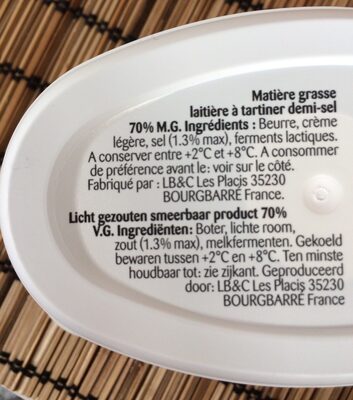 Matière grasse
laitière à tartiner demi-sel
70% M.G. Ingrédients : Beurre, crème
légère, sel (1.3% max), ferments lactiques.
A conserver entre +2°C et +8°C. A consommer
de préférence avant le : voir sur le côté.
Fabriqué par : LB&C Les Placis 35230
BOURGBARRÉ France.
Licht gezouten smeerbaar product 70%
V.G. Ingrediënten: Boter, lichte room,
zout (1.3% max), melkfermenten. Gekoeld
bewaren tussen +2°C en +8°C. Ten minste
houdbaar tot: zie zijkant. Geproduceerd
door: LB&C Les Placis 35230
BOURGBARRÉ France